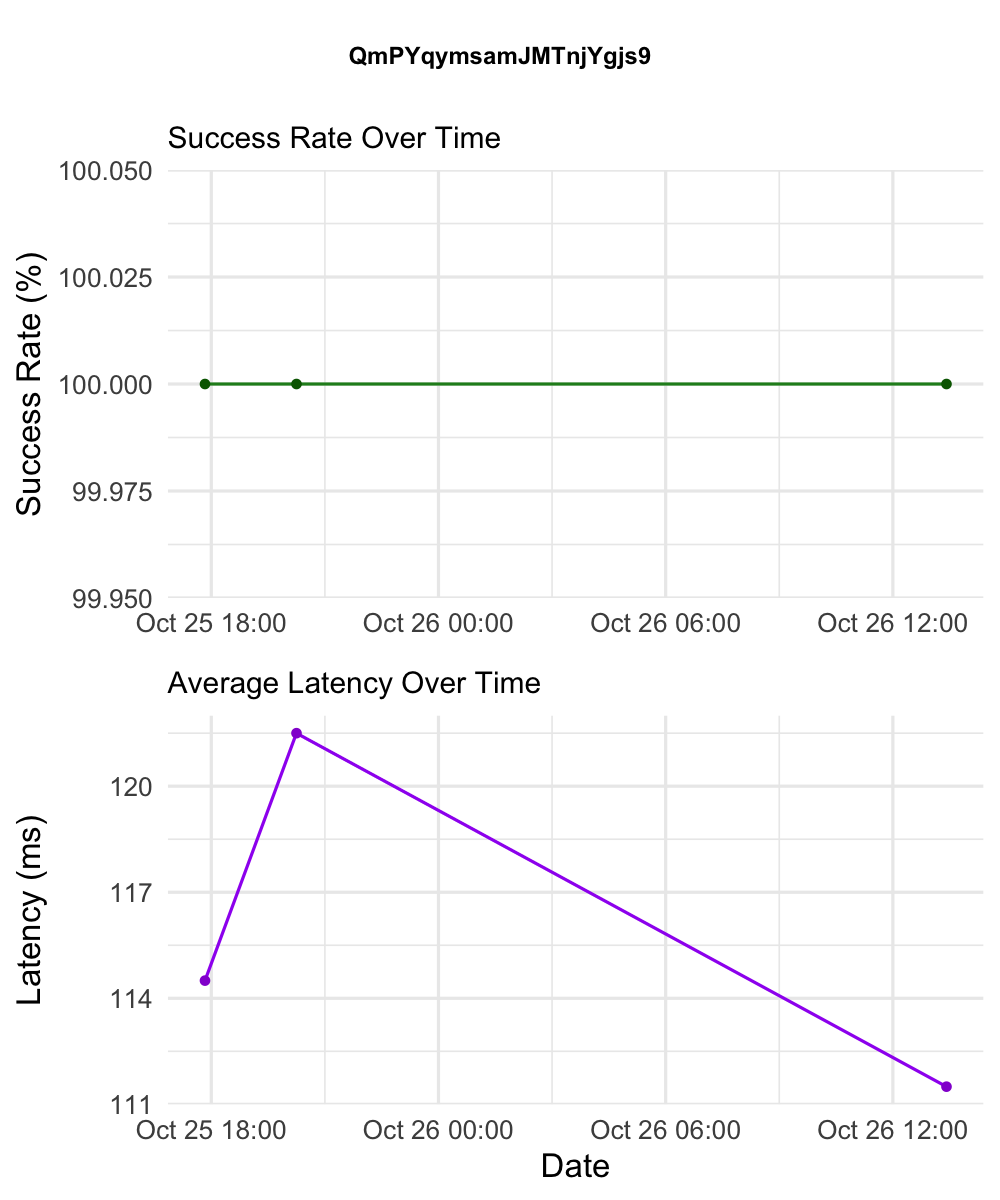 QmPYqymsamJMTnjYgjs9
Success Rate Over Time
Success Rate (%)
100.050
100.025
100.000
99.975
99.950
Oct 25 18:00 Oct 26 00:00 Oct 26 06:00 Oct 26 12:00
Average Latency Over Time
Latency (ms)
120
117
114
111
Oct 25 18:00 Oct 26 00:00 Oct 26 06:00 Oct 26 12:00
Date